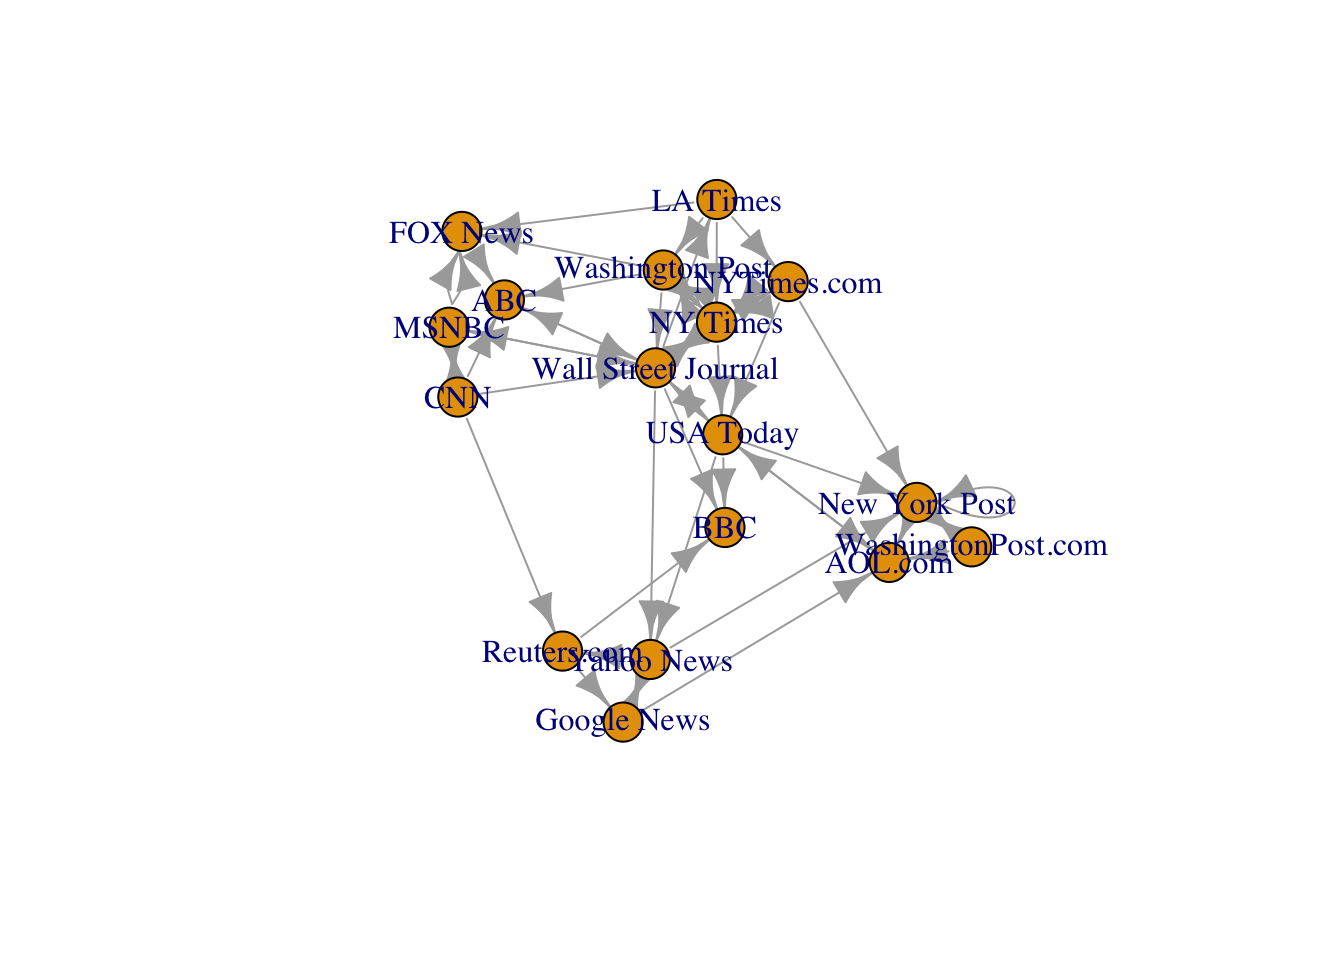 LA Times
FOX News
Washington Post
NYTimes.com
ABC
NY Times
MSNBC
Wall Street Journal
CNN
USA Today
New York Post
BBC
WashingtonPost.com
AOL.com
Reuters.com
Yahoo News
Google News